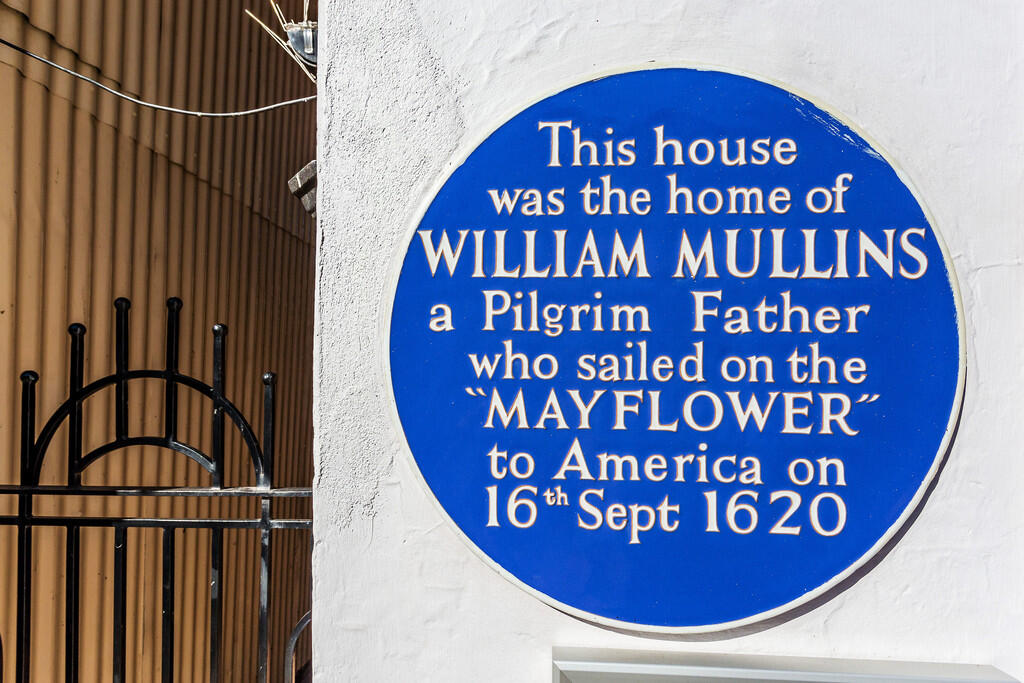 This house
was the home of
WILLIAM MULLINS
a Pilgrim Father
who sailed on the
“MAYFLOWER”
to America on
16th Sept 1620